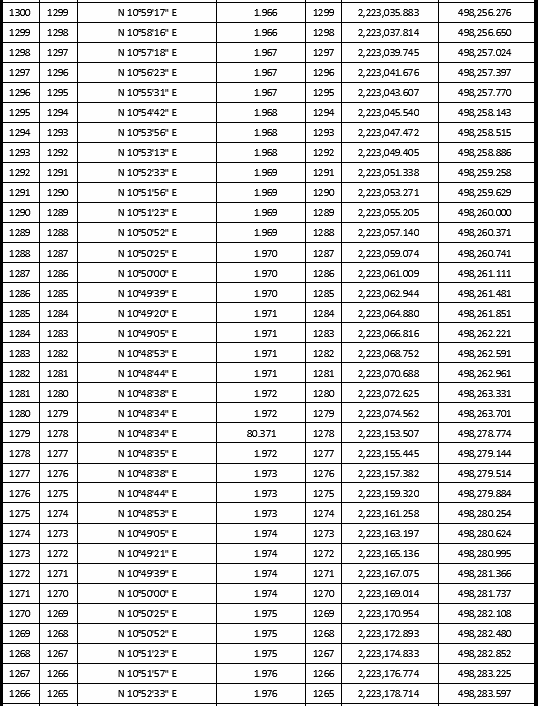 1300 1299 N 10°59'17" E 1.966 1299 2,223,035.883 498,256.276
1299 1298 N 10°58'16" E 1.966 1298 2,223,037.814 498,256.650
1298 1297 N 10°57'18" E 1.967 1297 2,223,039.745 498,257.024
1297 1296 N 10°56'23" E 1.967 1296 2,223,041.676 498,257.397
1296 1295 N 10°55'31" E 1.967 1295 2,223,043.607 498,257.770
1295 1294 N 10°54'42" E 1.968 1294 2,223,045.540 498,258.143
1294 1293 N 10°53'56" E 1.968 1293 2,223,047.472 498,258.515
1293 1292 N 10°53'13" E 1.968 1292 2,223,049.405 498,258.886
1292 1291 N 10°52'33" E 1.969 1291 2,223,051.338 498,259.258
1291 1290 N 10°51'56" E 1.969 1290 2,223,053.271 498,259.629
1290 1289 N 10°51'23" E 1.969 1289 2,223,055.205 498,260.000
1289 1288 N 10°50'52" E 1.969 1288 2,223,057.140 498,260.371
1288 1287 N 10°50'25" E 1.970 1287 2,223,059.074 498,260.741
1287 1286 N 10°50'00" E 1.970 1286 2,223,061.009 498,261.111
1286 1285 N 10°49'39" E 1.970 1285 2,223,062.944 498,261.481
1285 1284 N 10°49'20" E 1.971 1284 2,223,064.880 498,261.851
1284 1283 N 10°49'05" E 1.971 1283 2,223,066.816 498,262.221
1283 1282 N 10°48'53" E 1.971 1282 2,223,068.752 498,262.591
1282 1281 N 10°48'44" E 1.971 1281 2,223,070.688 498,262.961
1281 1280 N 10°48'38" E 1.972 1280 2,223,072.625 498,263.331
1280 1279 N 10°48'34" E 1.972 1279 2,223,074.562 498,263.701
1279 1278 N 10°48'34" E 80.371 1278 2,223,153.507 498,278.774
1278 1277 N 10°48'35" E 1.972 1277 2,223,155.445 498,279.144
1277 1276 N 10°48'38" E 1.973 1276 2,223,157.382 498,279.514
1276 1275 N 10°48'44" E 1.973 1275 2,223,159.320 498,279.884
1275 1274 N 10°48'53" E 1.973 1274 2,223,161.258 498,280.254
1274 1273 N 10°49'05" E 1.974 1273 2,223,163.197 498,280.624
1273 1272 N 10°49'21" E 1.974 1272 2,223,165.136 498,280.995
1272 1271 N 10°49'39" E 1.974 1271 2,223,167.075 498,281.366
1271 1270 N 10°50'00" E 1.974 1270 2,223,169.014 498,281.737
1270 1269 N 10°50'25" E 1.975 1269 2,223,170.954 498,282.108
1269 1268 N 10°50'52" E 1.975 1268 2,223,172.893 498,282.480
1268 1267 N 10°51'23" E 1.975 1267 2,223,174.833 498,282.852
1267 1266 N 10°51'57" E 1.976 1266 2,223,176.774 498,283.225
1266 1265 N 10°52'33" E 1.976 1265 2,223,178.714 498,283.597